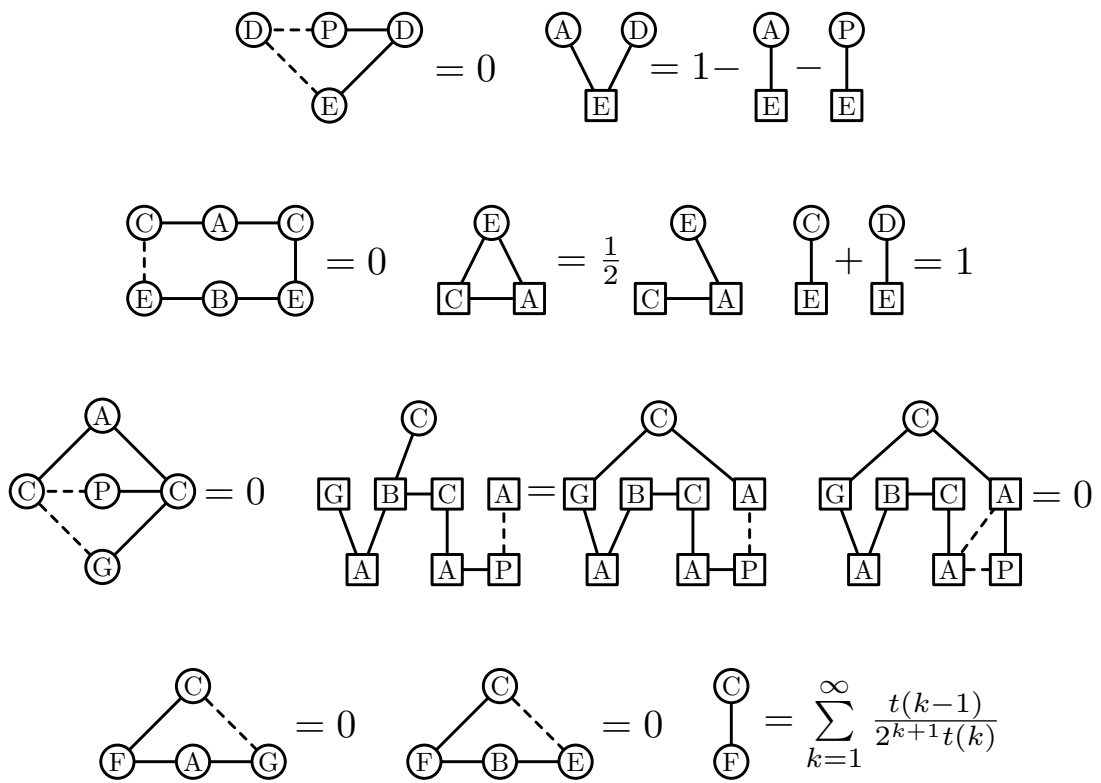 D P D E = 0 A D E = 1− A E − P E
C A C E B E = 0 E C A = 1/2 E C A C E + D E = 1
A C P C G = 0 C G B C A A A P = C G B C A A A P C G B C A A A P = 0
C F A G = 0 C F B E = 0 C F = ∞ ∑ k=1 t(k−1) / 2^{k+1}t(k)